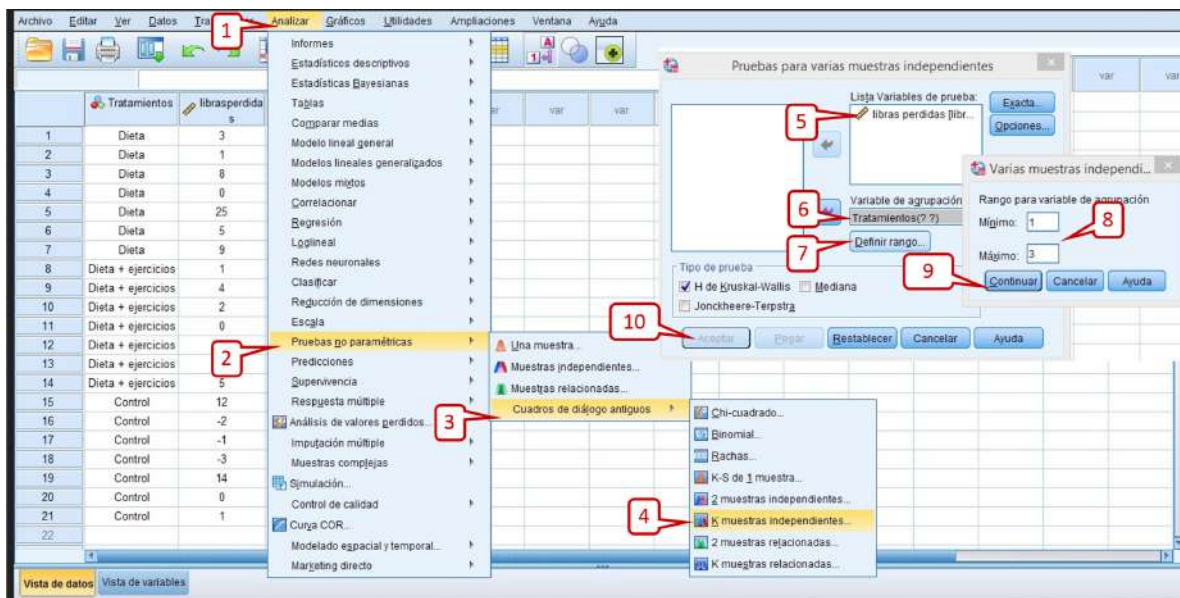 Archivo Editar Ver Datos Analizar Gráficos Utilidades Ampliaciones Ventana Ayuda
1
Tratamientos librasperdidas var var var var
1 Dieta 3
2 Dieta 1
3 Dieta 8
4 Dieta 0
5 Dieta 25
6 Dieta 5
7 Dieta 9
8 Dieta + ejercicios 1
9 Dieta + ejercicios 4
10 Dieta + ejercicios 2
11 Dieta + ejercicios 0
12 Dieta + ejercicios
13 Dieta + ejercicios
14 Dieta + ejercicios 5
15 Control 12
16 Control -2
17 Control -1
18 Control -3
19 Control 14
20 Control 0
21 Control 1
22
Vista de datos Vista de variables
Informes
Estadísticos descriptivos
Estadísticas Bayesianas
Tablas
Comparar medias
Modelo lineal general
Modelos lineales generalizados
Modelos mixtos
Correlacionar
Regresión
Loglineal
Redes neuronales
Clasificar
Reducción de dimensiones
Escala
2
Pruebas no paramétricas
Predicciones
Supervivencia
Respuesta múltiple
Análisis de valores perdidos...
Imputación múltiple
Muestras complejas
Simulación...
Control de calidad
Curva COR...
Modelado espacial y temporal...
Marketing directo
Una muestra...
Muestras independientes...
Muestras relacionadas...
3
Cuadros de diálogo antiguos
Chi-cuadrado...
Binomial...
Rachas...
K-S de 1 muestra...
2 muestras independientes...
4
K muestras independientes...
2 muestras relacionadas...
K muestras relacionadas...
Pruebas para varias muestras independientes
Lista Variables de prueba:
5
libras perdidas [libr...
Exacta...
Opciones...
Variable de agrupación
6
Tratamientos(? ?)
7
Definir rango...
Tipo de prueba
H de Kruskal-Wallis Mediana
Jonckheere-Terpstra
10
Aceptar Pegar Restablecer Cancelar Ayuda
Varias muestras independi...
Rango para variable de agrupación
Mínimo: 1
8
Máximo: 3
9
Continuar Cancelar Ayuda